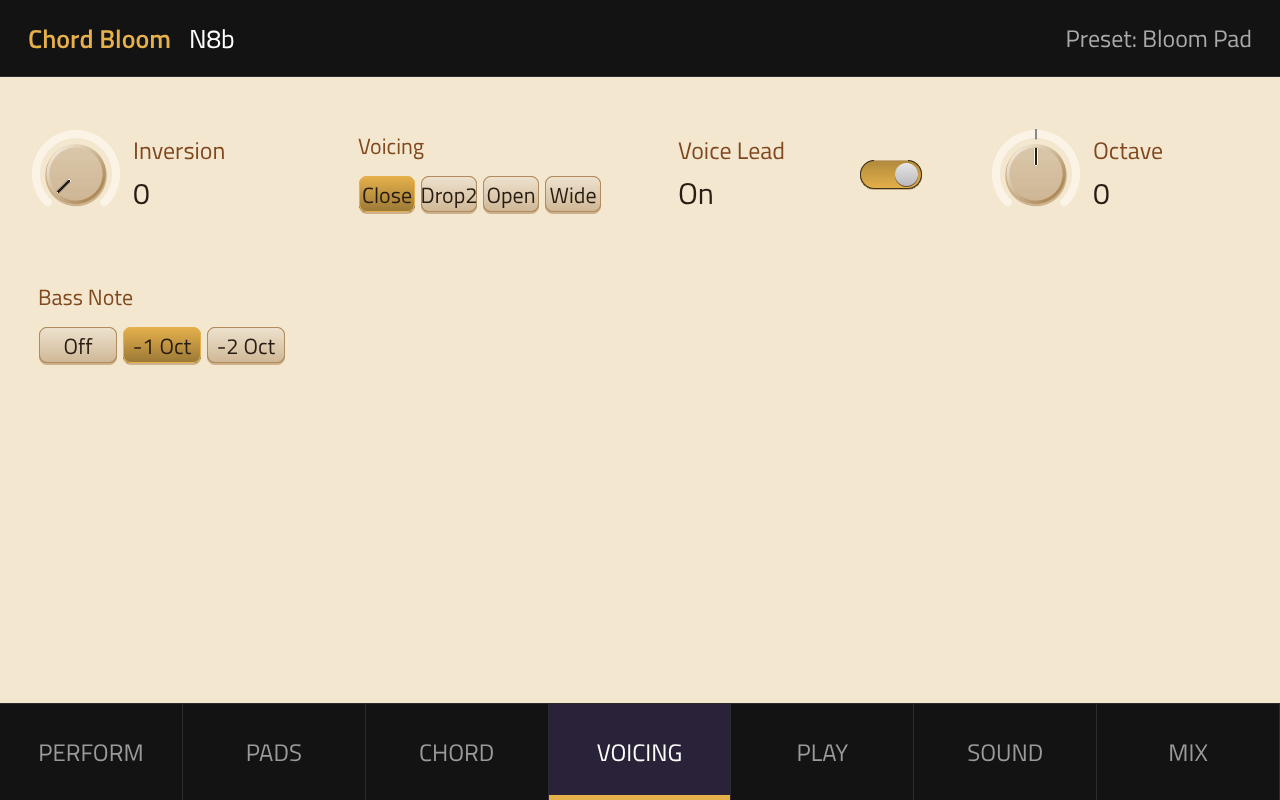 Chord Bloom N8b
Preset: Bloom Pad
Inversion
0
Voicing
Close Drop2 Open Wide
Voice Lead
On
Octave
0
Bass Note
Off -1 Oct -2 Oct
PERFORM PADS CHORD VOICING PLAY SOUND MIX